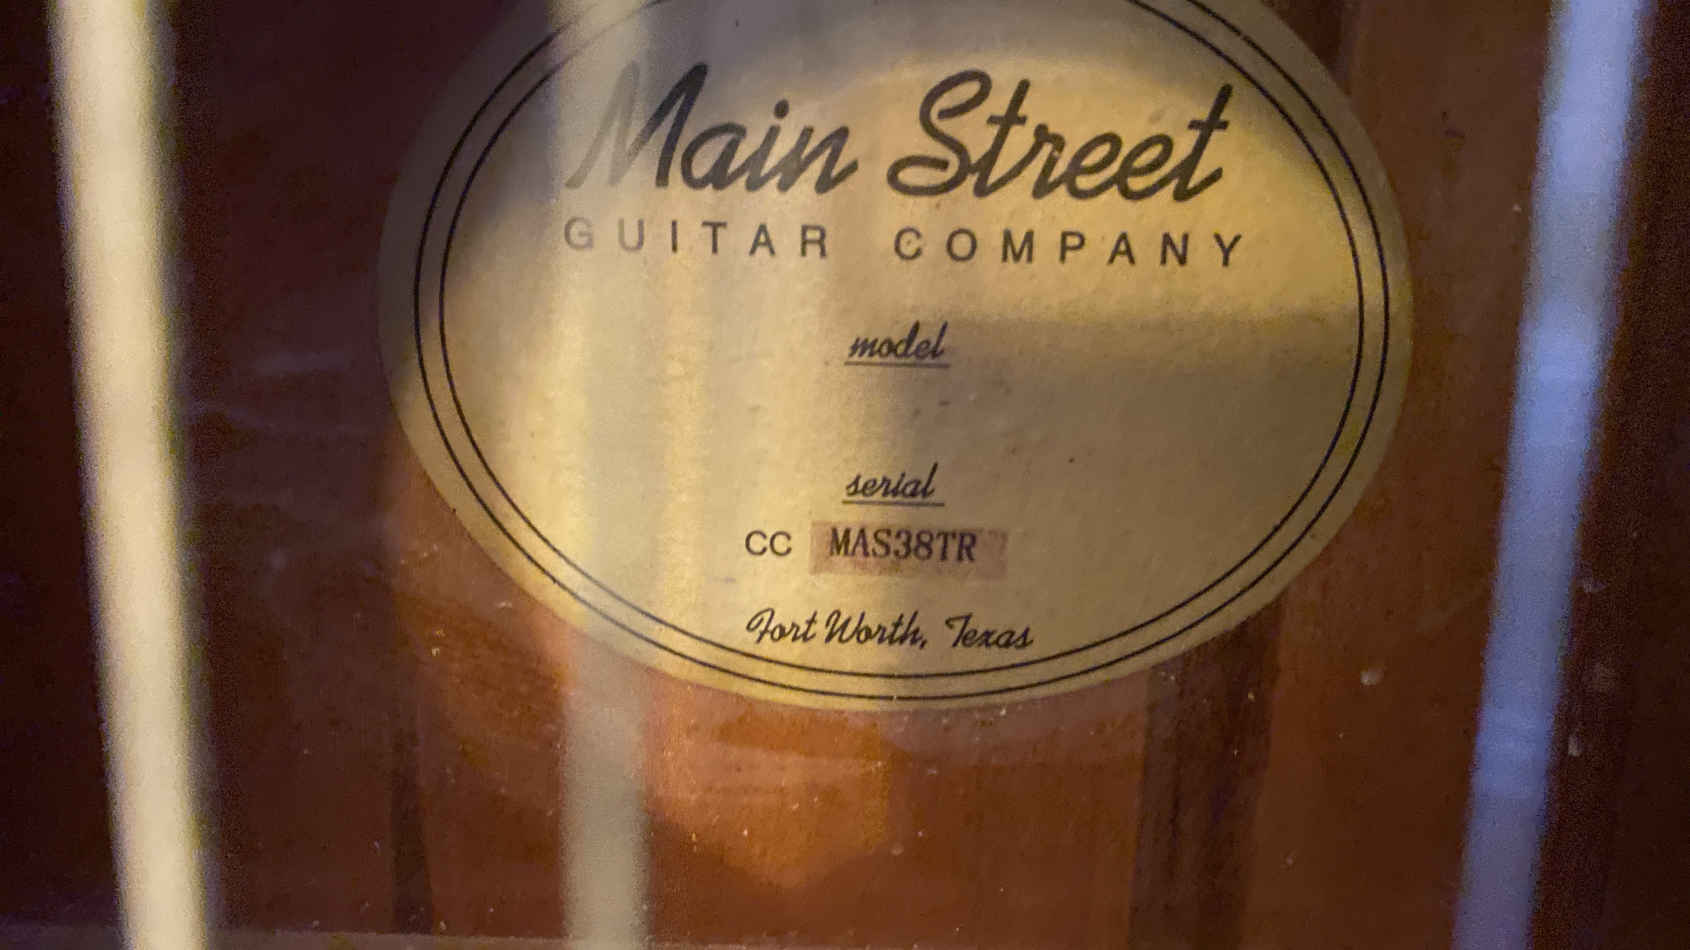 Main Street
GUITAR COMPANY
model
serial
CC MAS38TR
Fort Worth, Texas